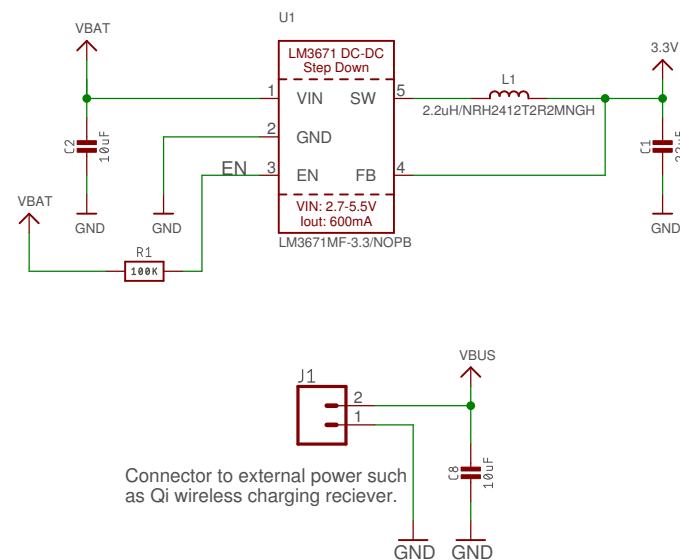 U1
VBAT
LM3671 DC-DC
Step Down
3.3V
L1
1
VIN
SW
5
2.2uH/NRH2412T2R2MNGH
C2
10uF
2
GND
C1
22uF
EN
3
EN
FB
4
VBAT
GND
GND
VIN: 2.7-5.5V
Iout: 600mA
GND
LM3671MF-3.3/NOPB
R1
100K
VBUS
J1
2
1
Connector to external power such
as Qi wireless charging reciever.
C8
10uF
GND
GND